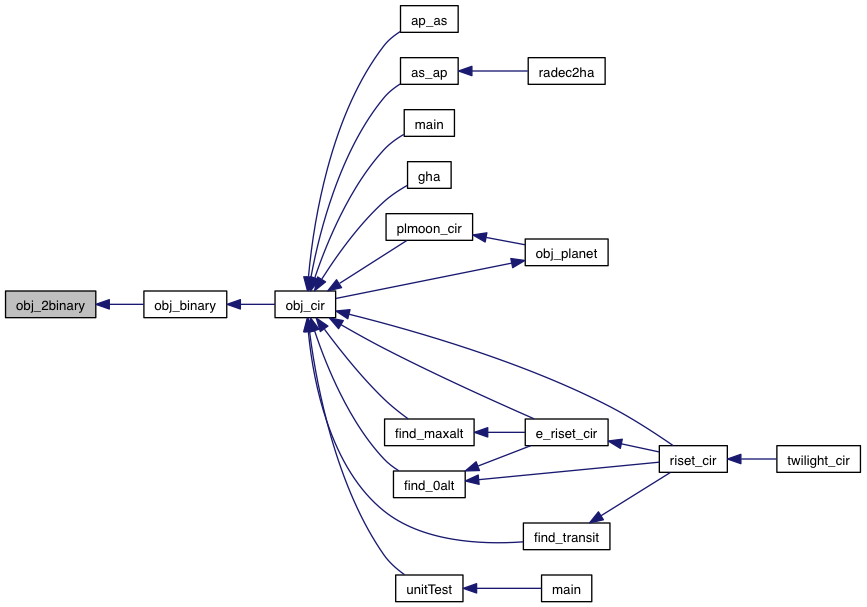 ap_as
as_ap
radec2ha
main
gha
plmoon_cir
obj_planet
obj_2binary
obj_binary
obj_cir
find_maxalt
e_riset_cir
riset_cir
twilight_cir
find_0alt
find_transit
unitTest
main